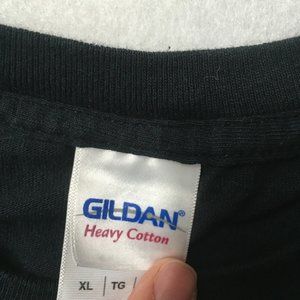 GILDAN®
Heavy Cotton
XL | TG |